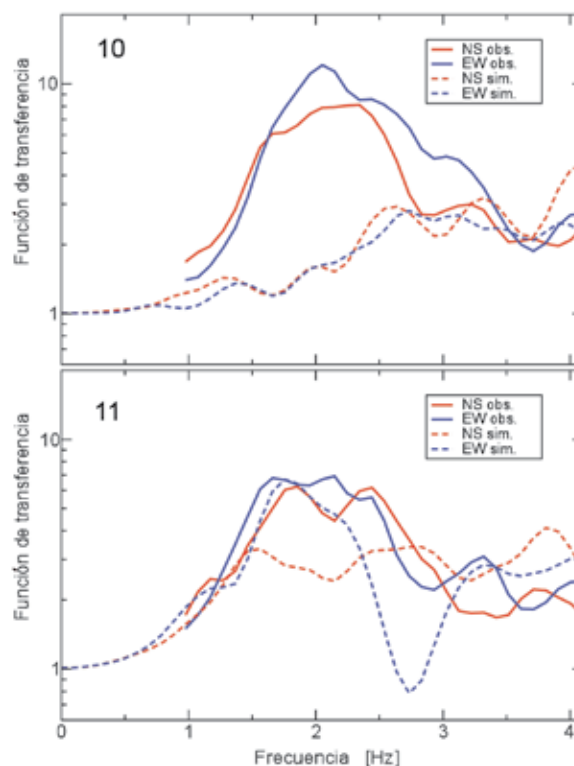 10
NS obs.
EW obs.
NS sim.
EW sim.
10
1
Función de transferencia
11
NS obs.
EW obs.
NS sim.
EW sim.
10
1
Función de transferencia
0 1 2 3 4
Frecuencia [Hz]